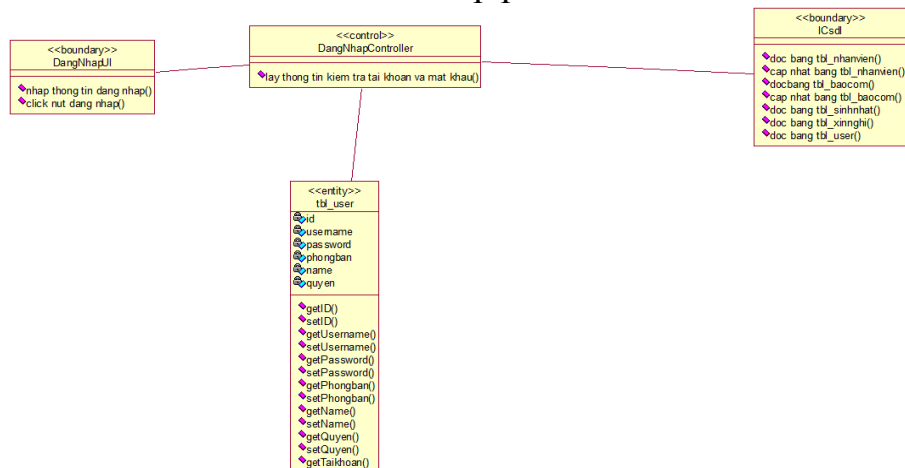 <<boundary>>
DangNhapUI
nhap thong tin dang nhap()
click nut dang nhap()
<<control>>
DangNhapController
lay thong tin kiem tra tai khoan va mat khau()
<<boundary>>
ICsdl
doc bang tbl_nhanvien()
cap nhat bang tbl_nhanvien()
docbang tbl_baocom()
cap nhat bang tbl_baocom()
doc bang tbl_sinhnhat()
doc bang tbl_xinnghi()
doc bang tbl_user()
<<entity>>
tbl_user
id
username
password
phongban
name
quyen
getID()
setID()
getUsername()
setUsername()
getPassword()
setPassword()
getPhongban()
setPhongban()
getName()
setName()
getQuyen()
setQuyen()
getTaikhoan()